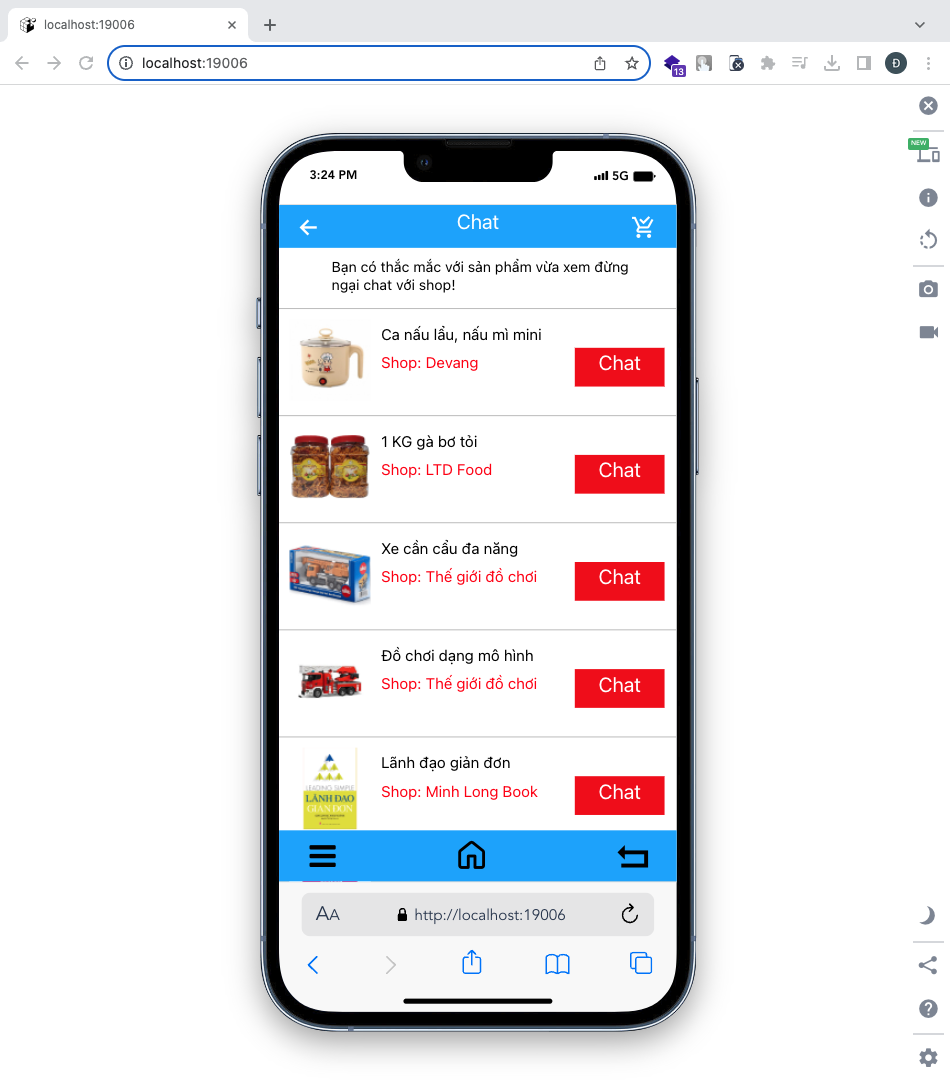 localhost:19006
localhost:19006
13
Đ
NEW
3:24 PM
5G
Chat
Bạn có thắc mắc với sản phẩm vừa xem đừng
ngại chat với shop!
Ca nấu lẩu, nấu mì mini
Shop: Devang
Chat
1 KG gà bơ tỏi
Shop: LTD Food
Chat
Xe cần cẩu đa năng
Shop: Thế giới đồ chơi
Chat
Đồ chơi dạng mô hình
Shop: Thế giới đồ chơi
Chat
Lãnh đạo giản đơn
Shop: Minh Long Book
Chat
LEADING SIMPLE
LÃNH ĐẠO
GIẢN ĐƠN
AA
http://localhost:19006